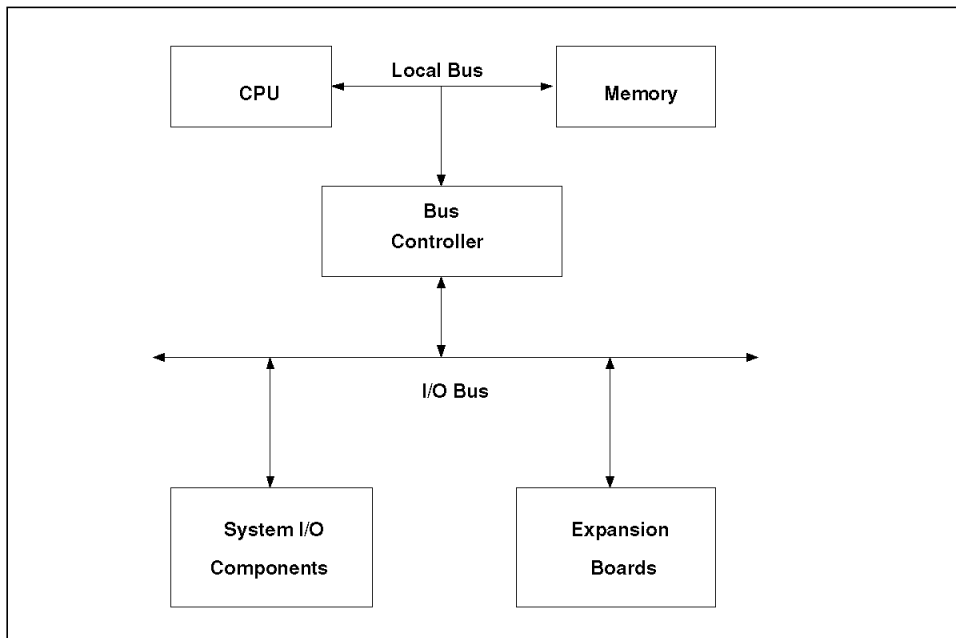 Local Bus
CPU
Memory
Bus
Controller
I/O Bus
System I/O
Components
Expansion
Boards